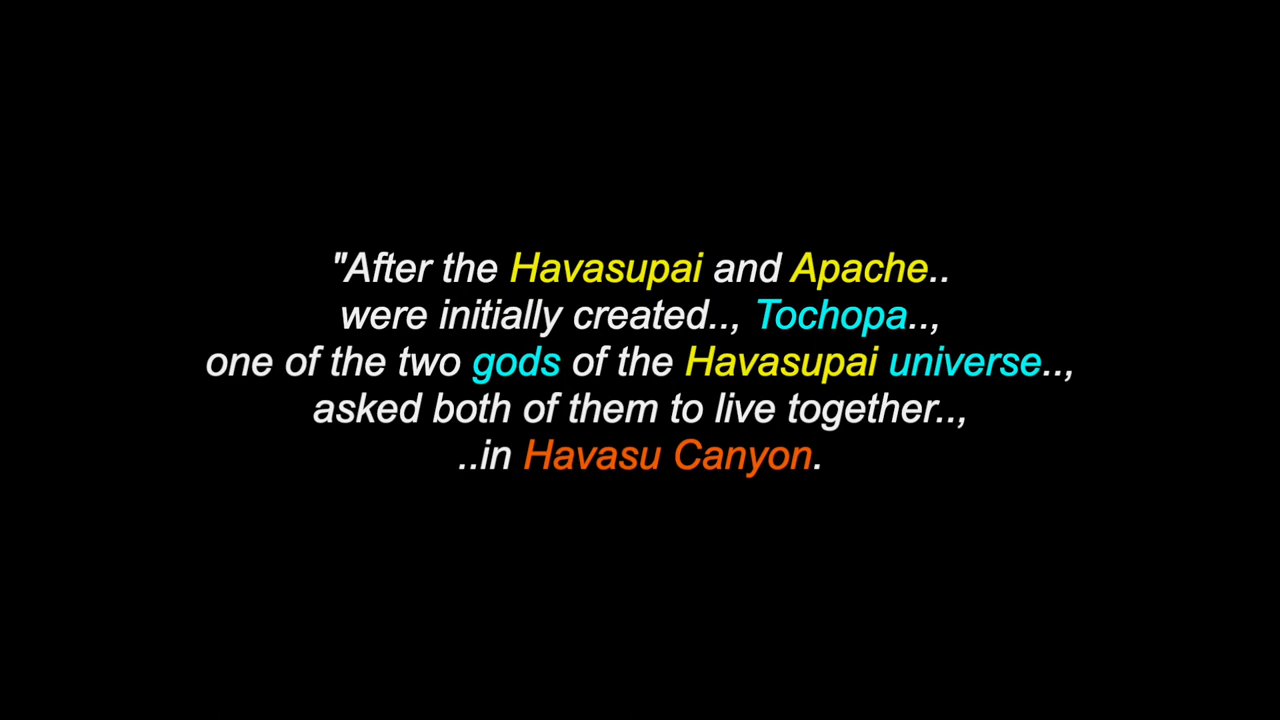 "After the Havasupai and Apache..
were initially created.., Tochopa..,
one of the two gods of the Havasupai universe..,
asked both of them to live together..,
..in Havasu Canyon.